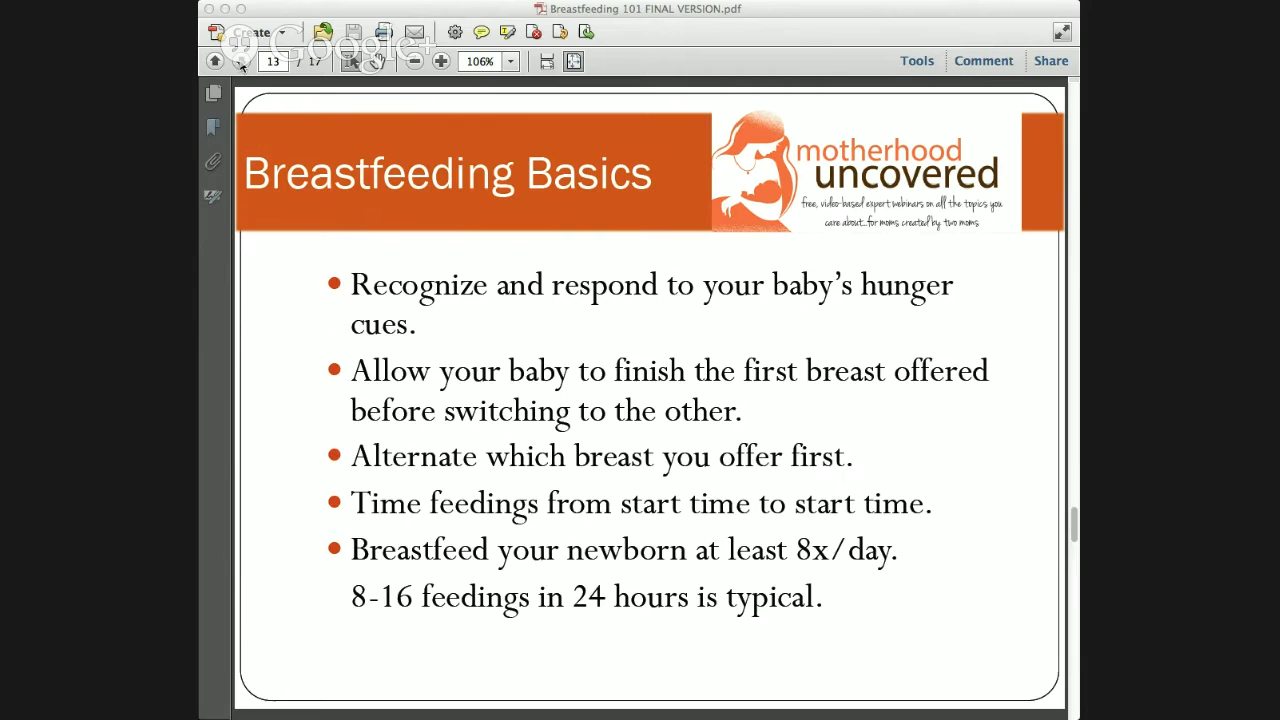 Breastfeeding 101 FINAL VERSION.pdf
Create
Google+
13 / 17
106%
Tools
Comment
Share
Breastfeeding Basics
motherhood
uncovered
free, video-based expert webinars on all the topics you
care about...for moms created by two moms
• Recognize and respond to your baby’s hunger
cues.
• Allow your baby to finish the first breast offered
before switching to the other.
• Alternate which breast you offer first.
• Time feedings from start time to start time.
• Breastfeed your newborn at least 8x/day.
8-16 feedings in 24 hours is typical.